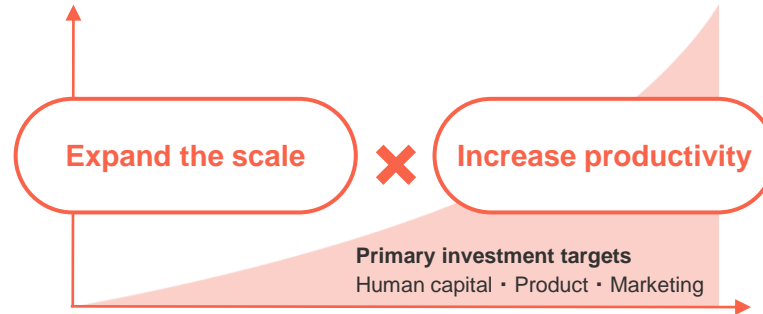 Expand the scale
×
Increase productivity
Primary investment targets
Human capital・Product・Marketing